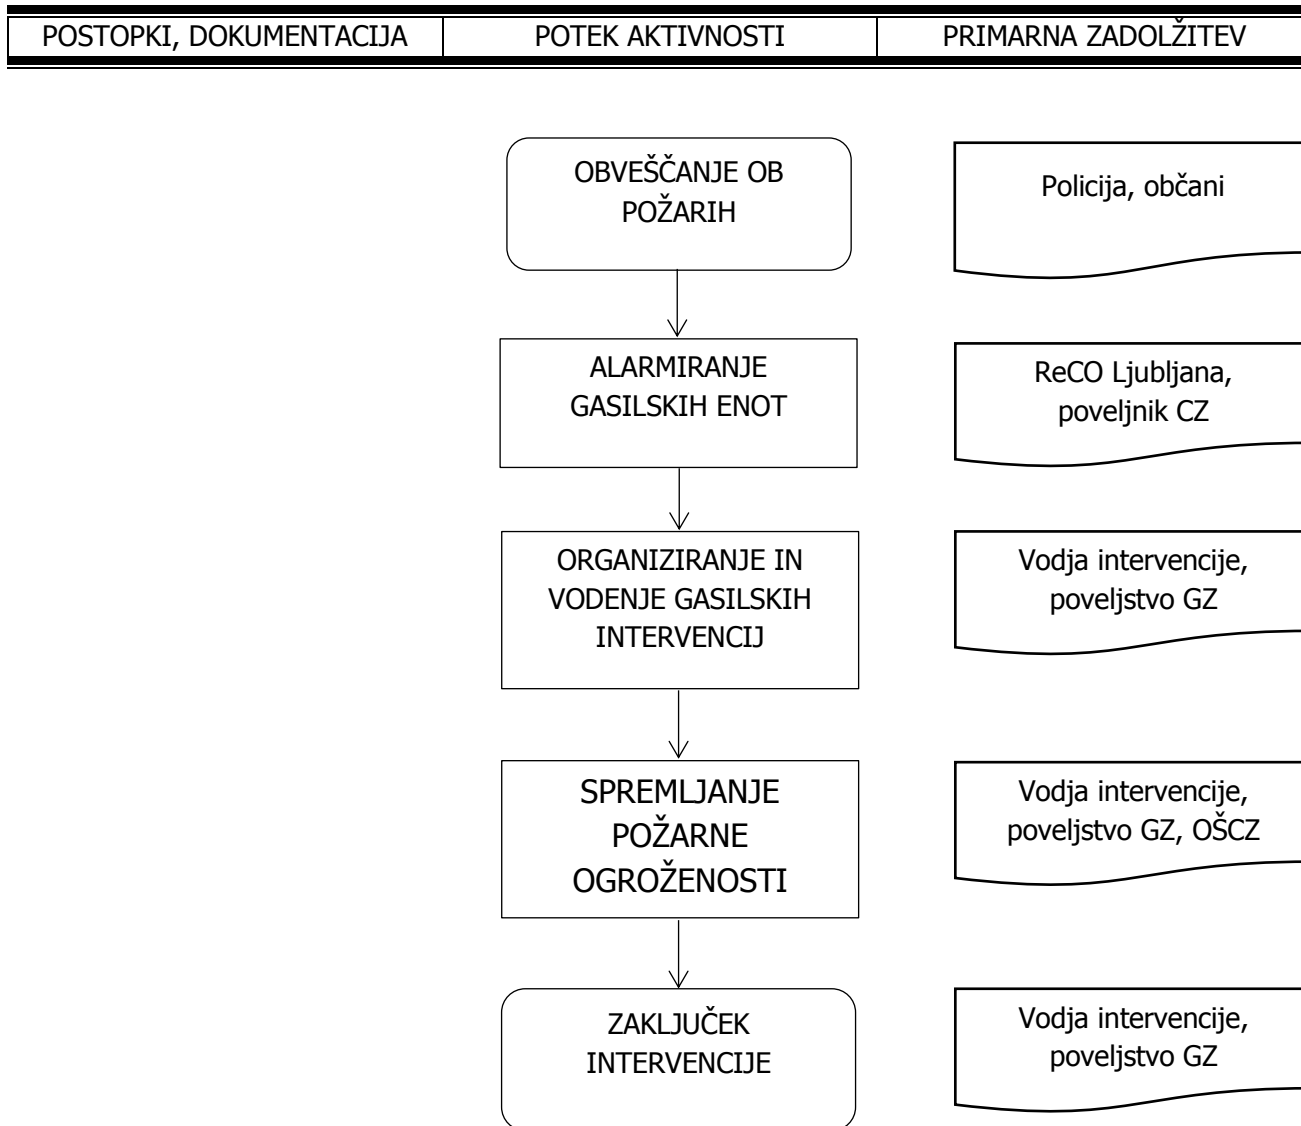 POSTOPKI, DOKUMENTACIJA
POTEK AKTIVNOSTI
PRIMARNA ZADOLŽITEV
OBVEŠČANJE OB
POŽARIH
Policija, občani
ALARMIRANJE
GASILSKIH ENOT
ReCO Ljubljana,
poveljnik CZ
ORGANIZIRANJE IN
VODENJE GASILSKIH
INTERVENCIJ
Vodja intervencije,
poveljstvo GZ
SPREMLJANJE
POŽARNE
OGROŽENOSTI
Vodja intervencije,
poveljstvo GZ, OŠCZ
ZAKLJUČEK
INTERVENCIJE
Vodja intervencije,
poveljstvo GZ